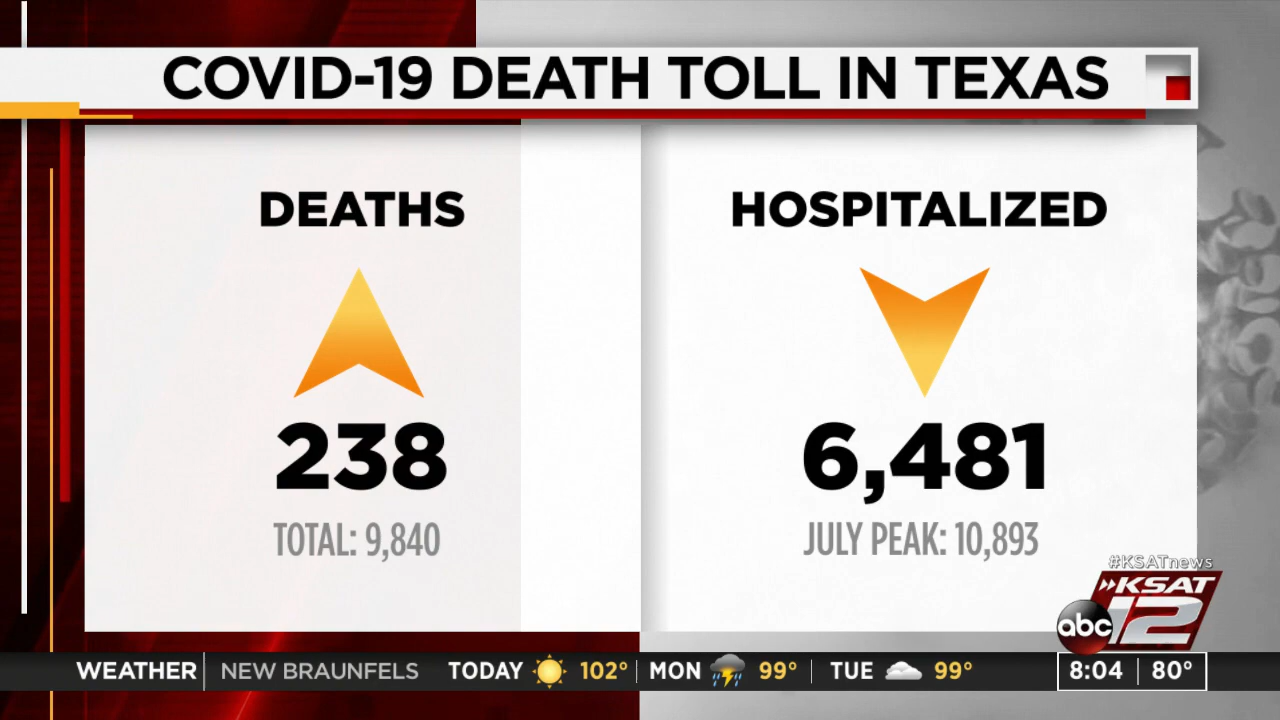 COVID-19 DEATH TOLL IN TEXAS
DEATHS
238
TOTAL: 9,840
HOSPITALIZED
6,481
JULY PEAK: 10,893
#KSATnews
KSAT
abc 12
WEATHER NEW BRAUNFELS TODAY 102° MON 99° TUE 99° 8:04 80°